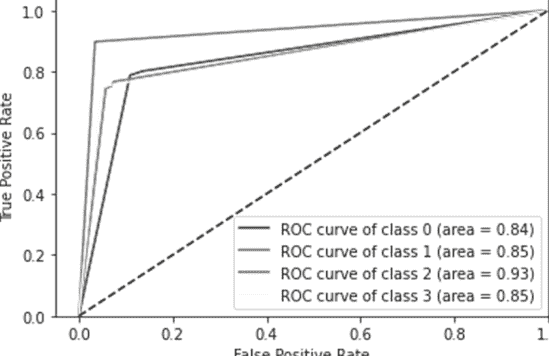 1.0
0.8
0.6
0.4
0.2
0.0
True Positive Rate
ROC curve of class 0 (area = 0.84)
ROC curve of class 1 (area = 0.85)
ROC curve of class 2 (area = 0.93)
ROC curve of class 3 (area = 0.85)
0.0 0.2 0.4 0.6 0.8 1.
False Positive Rate